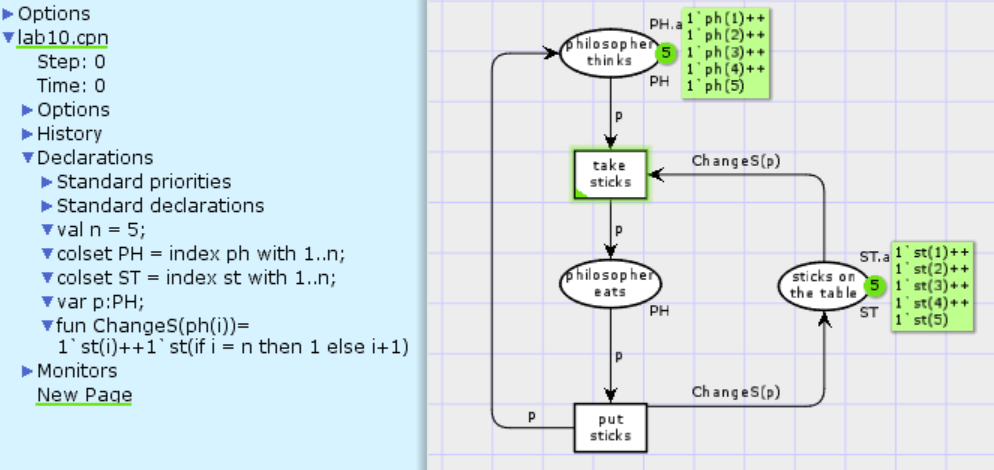 Options
lab10.cpn
Step: 0
Time: 0
Options
History
Declarations
Standard priorities
Standard declarations
val n = 5;
colset PH = index ph with 1..n;
colset ST = index st with 1..n;
var p:PH;
fun ChangeS(ph(i))=
1`st(i)++1`st(if i = n then 1 else i+1)
Monitors
New Page
PH.a
philosopher
thinks
5
1`ph(1)++
1`ph(2)++
1`ph(3)++
1`ph(4)++
1`ph(5)
PH
p
take
sticks
ChangeS(p)
p
philosopher
eats
PH
ST.a
sticks on
the table
5
1`st(1)++
1`st(2)++
1`st(3)++
1`st(4)++
1`st(5)
ST
p
ChangeS(p)
p
put
sticks